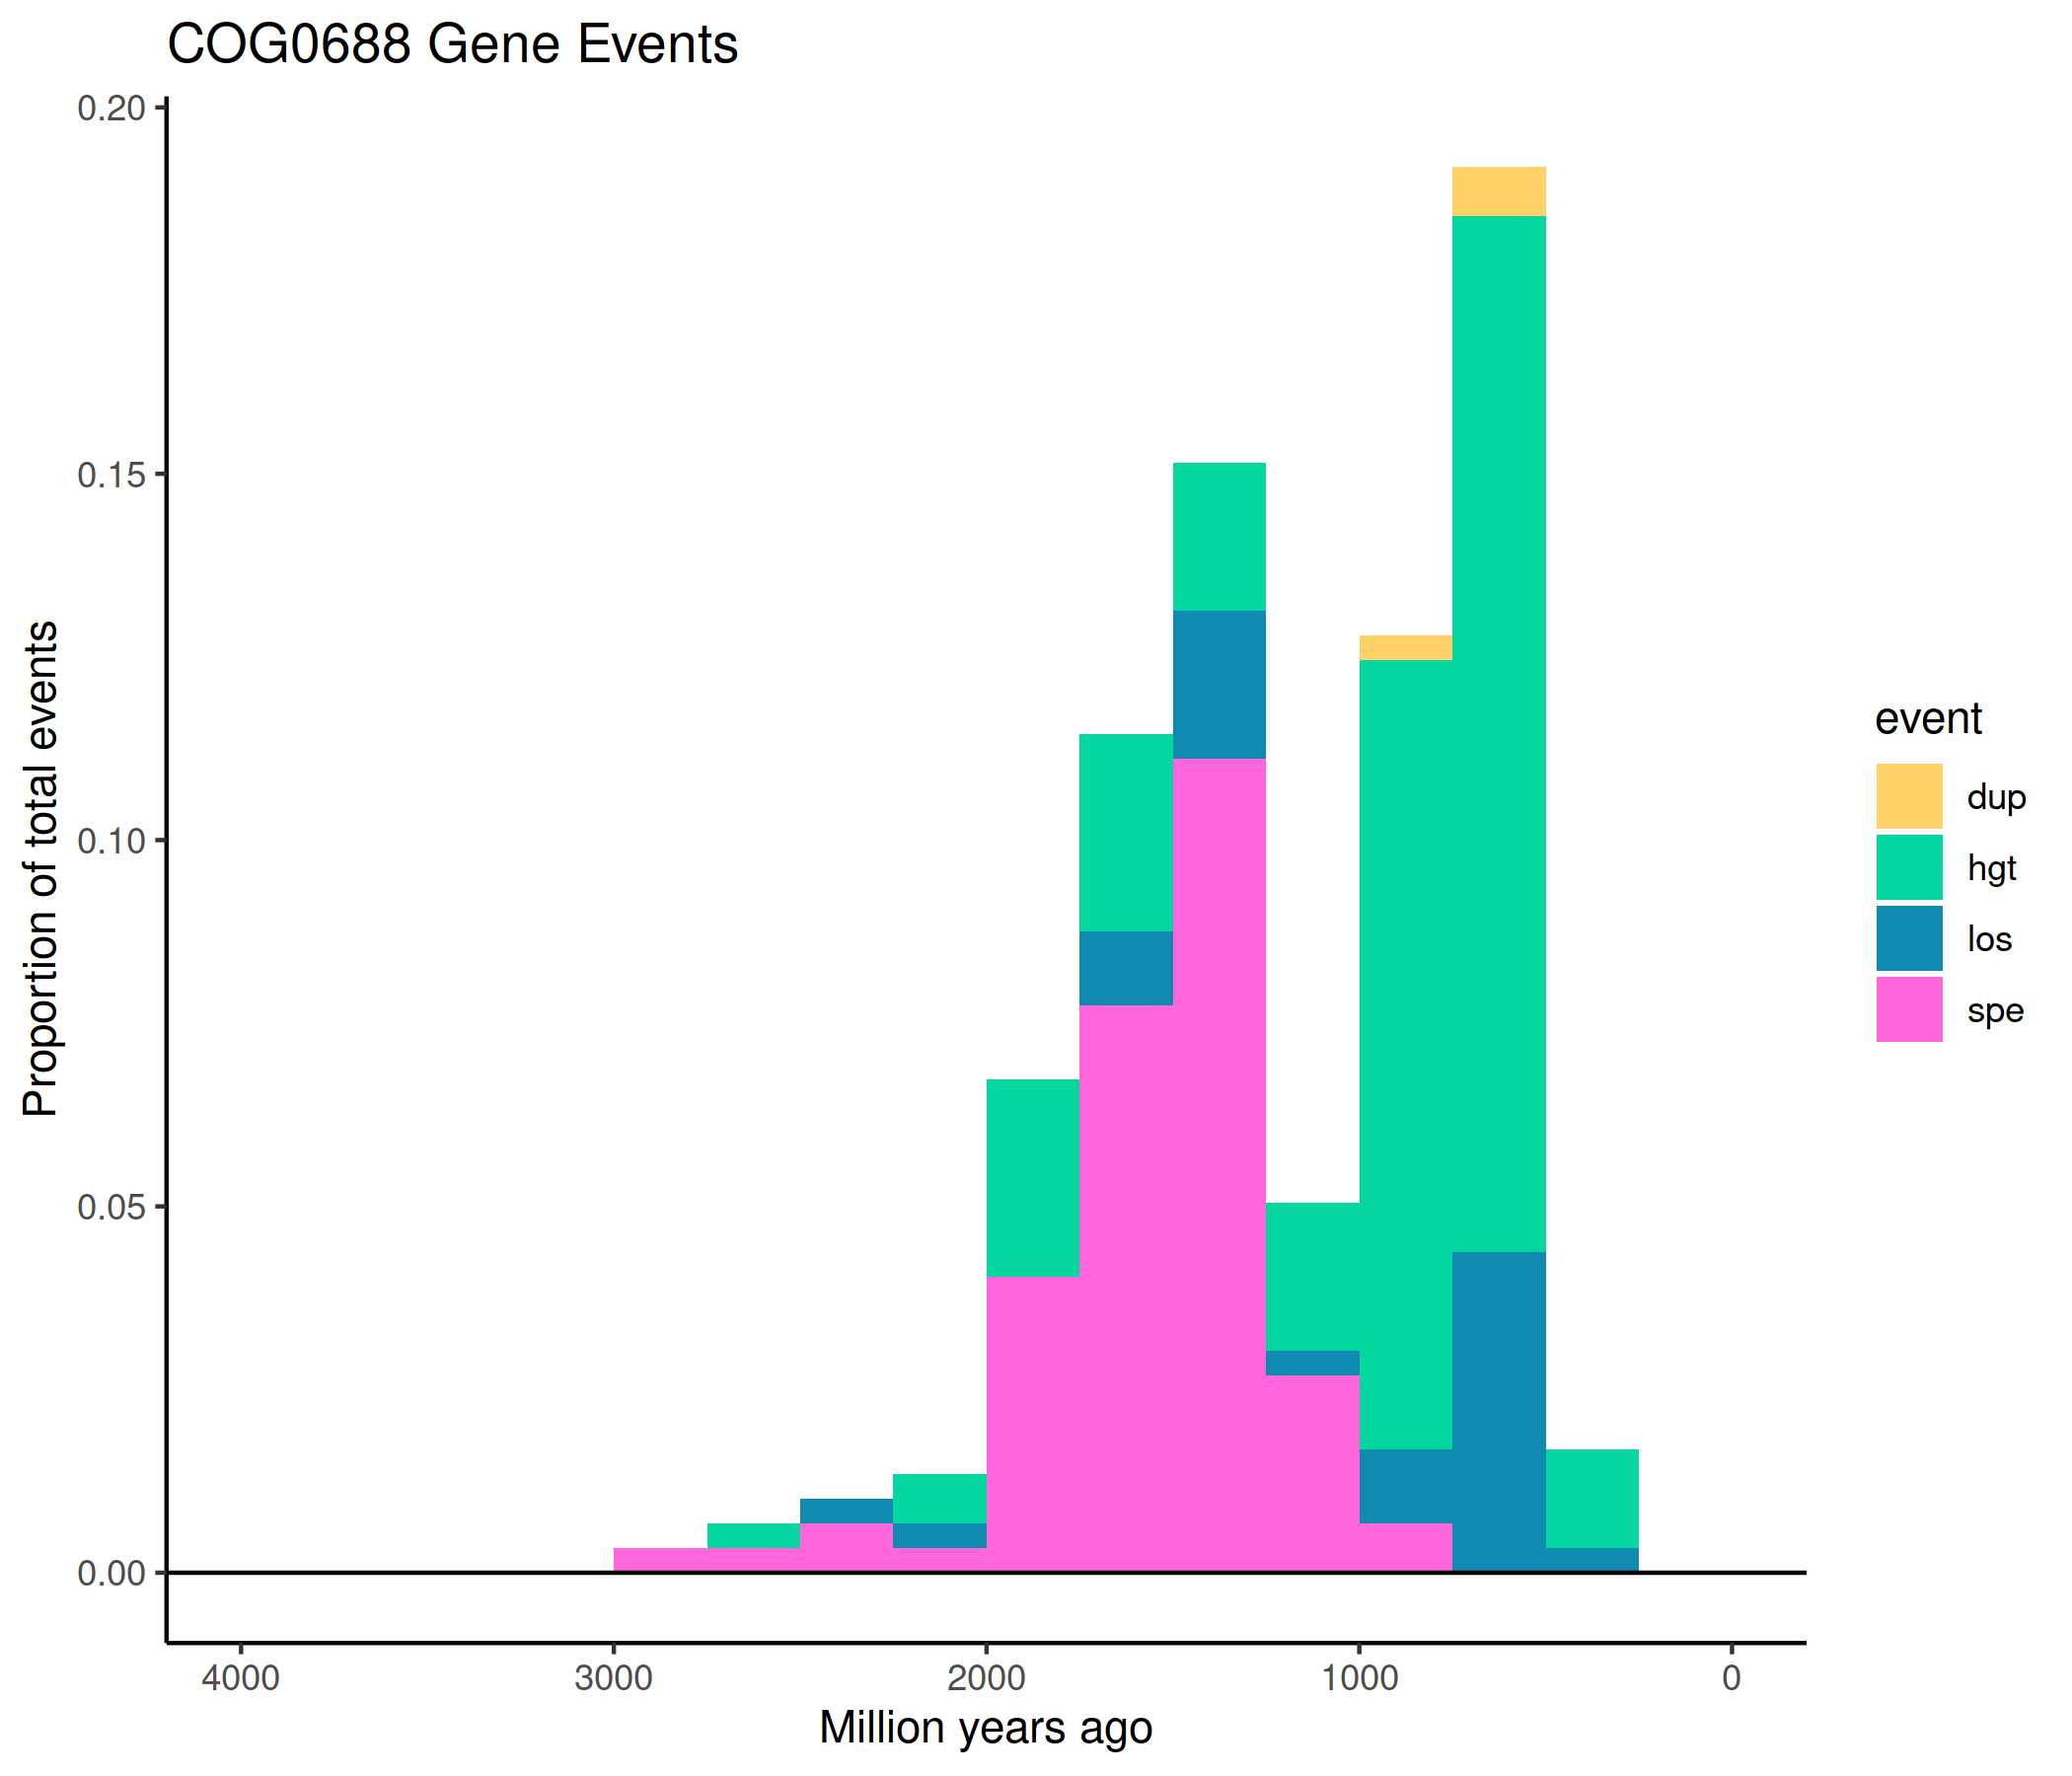 COG0688 Gene Events
0.20
0.15
0.10
0.05
0.00
Proportion of total events
4000 3000 2000 1000 0
Million years ago
event
dup
hgt
los
spe